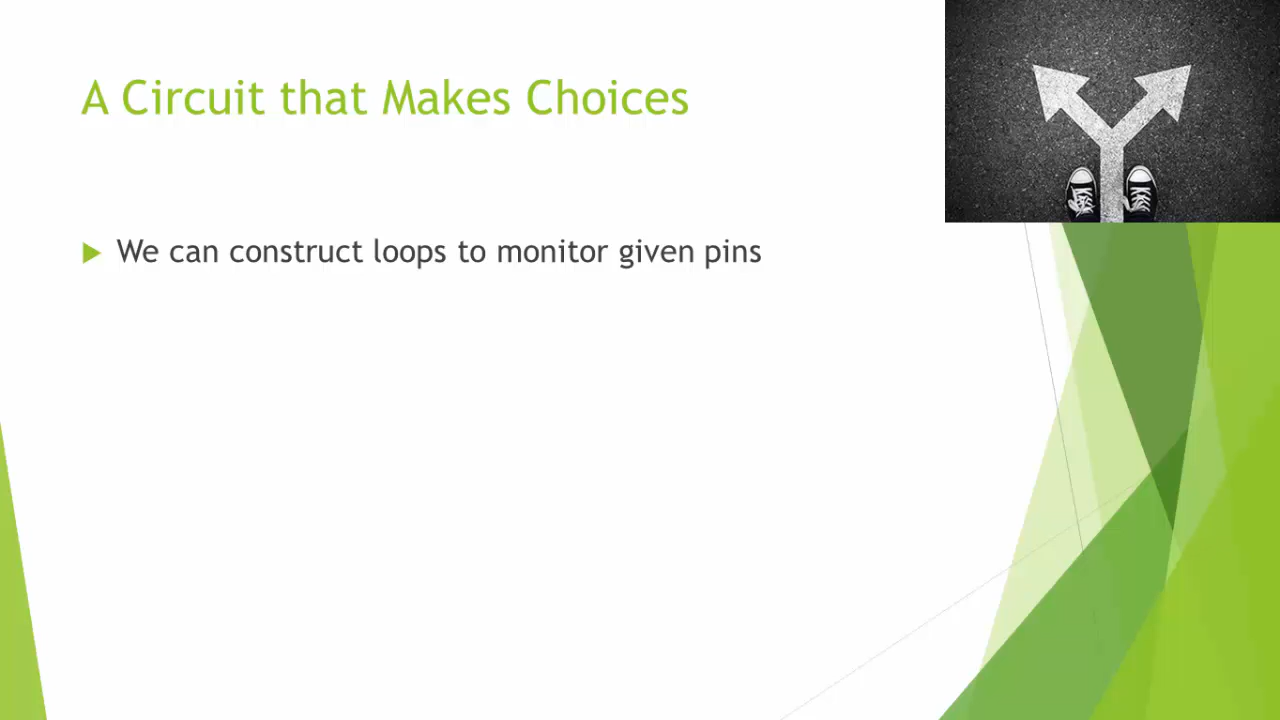 A Circuit that Makes Choices
We can construct loops to monitor given pins